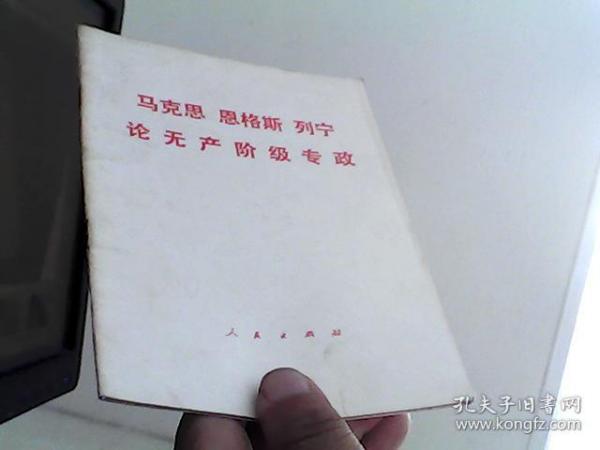 马克思 恩格斯 列宁
论无产阶级专政
人民出版社
孔夫子旧书网
www.kongfz.com